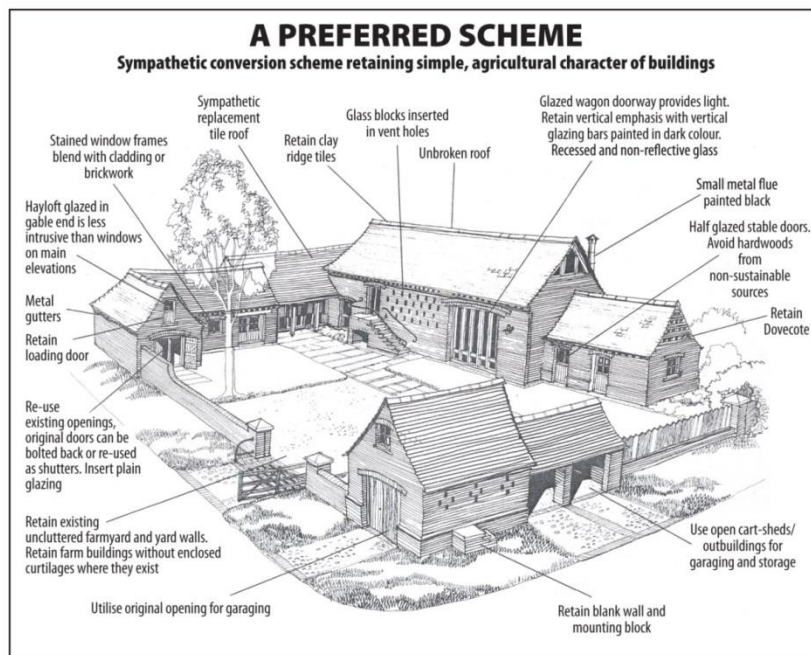 A PREFERRED SCHEME
Sympathetic conversion scheme retaining simple, agricultural character of buildings
Sympathetic
replacement
tile roof
Glass blocks inserted
in vent holes
Glazed wagon doorway provides light.
Retain vertical emphasis with vertical
glazing bars painted in dark colour.
Recessed and non-reflective glass
Stained window frames
blend with cladding or
brickwork
Retain clay
ridge tiles
Unbroken roof
Small metal flue
painted black
Hayloft glazed in
gable end is less
intrusive than windows
on main
elevations
Half glazed stable doors.
Avoid hardwoods
from
non-sustainable
sources
Metal
gutters
Retain
loading door
Retain
Dovecote
Re-use
existing openings,
original doors can be
bolted back or re-used
as shutters. Insert plain
glazing
Retain existing
uncluttered farmyard and yard walls.
Retain farm buildings without enclosed
curtilages where they exist
Use open cart-sheds/
outbuildings for
garaging and storage
Utilise original opening for garaging
Retain blank wall and
mounting block